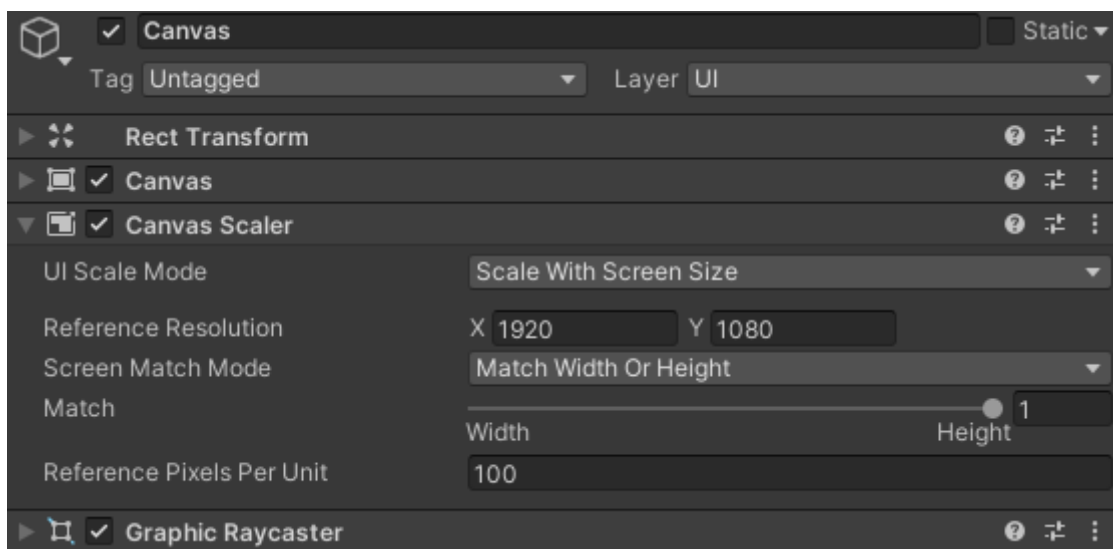 Canvas Static
Tag Untagged Layer UI
Rect Transform
Canvas
Canvas Scaler
UI Scale Mode Scale With Screen Size
Reference Resolution X 1920 Y 1080
Screen Match Mode Match Width Or Height
Match 1
Width Height
Reference Pixels Per Unit 100
Graphic Raycaster